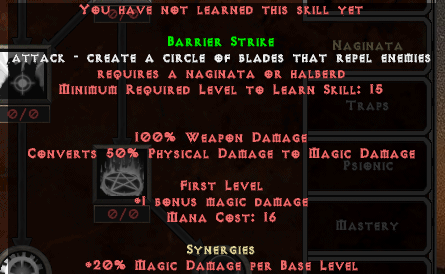 You have not learned this skill yet
Barrier Strike
Attack - create a circle of blades that repel enemies
requires a naginata or halberd
Minimum Required Level to Learn Skill: 15
100% Weapon Damage
Converts 50% Physical Damage to Magic Damage
First Level
+1 bonus magic damage
Mana Cost: 16
Synergies
+20% Magic Damage per Base Level
0/0
0/0
Naginata
Traps
Psionic
Mastery